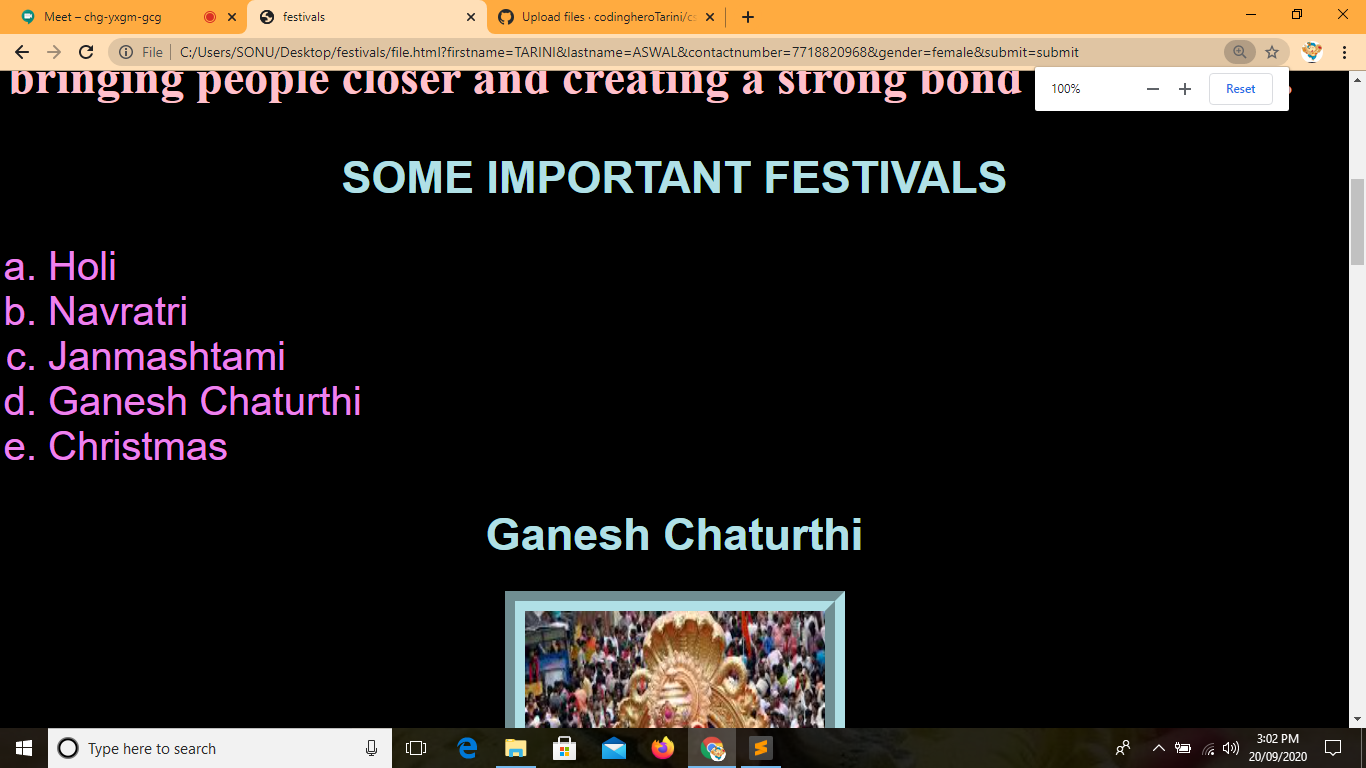 Meet – chg-yxgm-gcg
festivals
Upload files · codingheroTarini/cs
File
C:/Users/SONU/Desktop/festivals/file.html?firstname=TARINI&lastname=ASWAL&contactnumber=7718820968&gender=female&submit=submit
100%
Reset
bringing people closer and creating a strong bond
SOME IMPORTANT FESTIVALS
a. Holi
b. Navratri
c. Janmashtami
d. Ganesh Chaturthi
e. Christmas
Ganesh Chaturthi
Type here to search
3:02 PM
20/09/2020